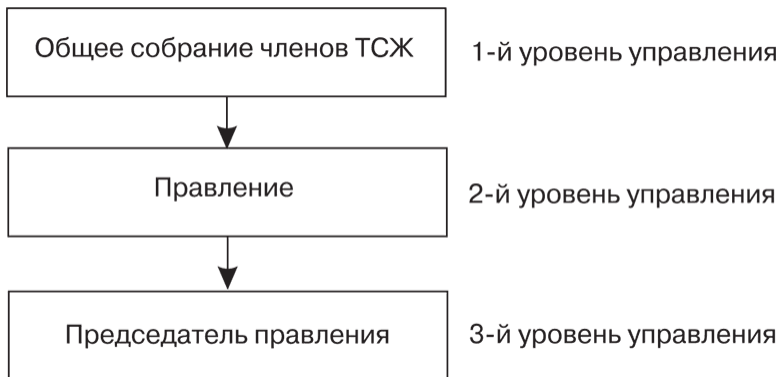 Общее собрание членов ТСЖ
1-й уровень управления
Правление
2-й уровень управления
Председатель правления
3-й уровень управления